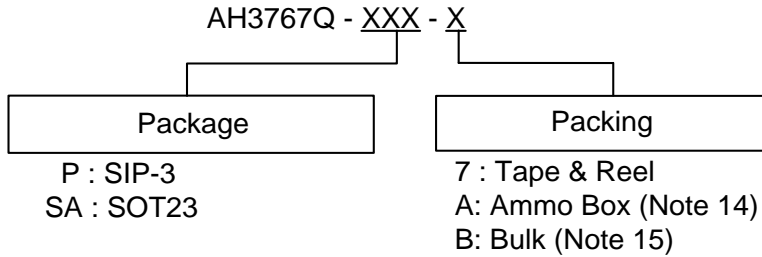 AH3767Q - XXX - X
Package
Packing
P : SIP-3
SA : SOT23
7 : Tape & Reel
A: Ammo Box (Note 14)
B: Bulk (Note 15)